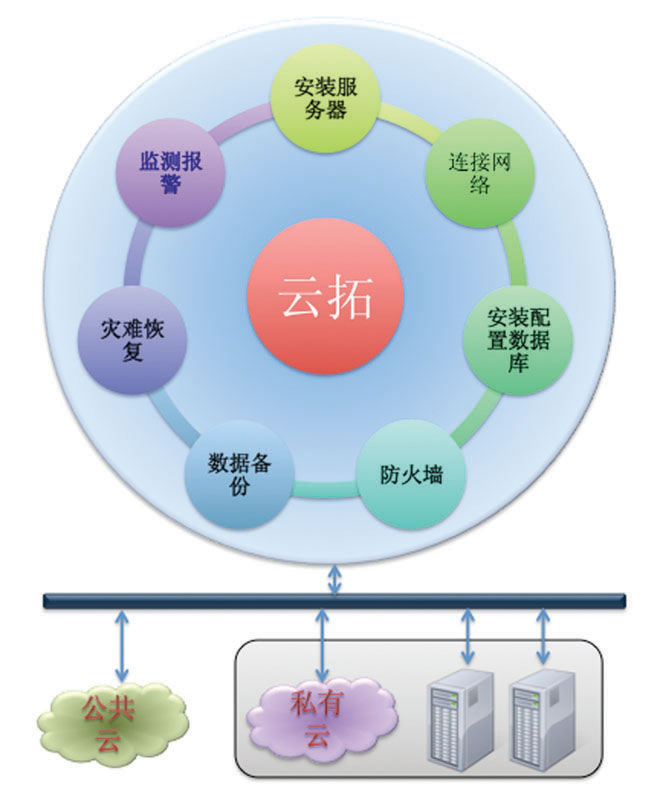 安装服
务器
监测报
警
连接网
络
云拓
灾难恢
复
安装配
置数据
库
数据备
份
防火墙
公共
云
私有
云